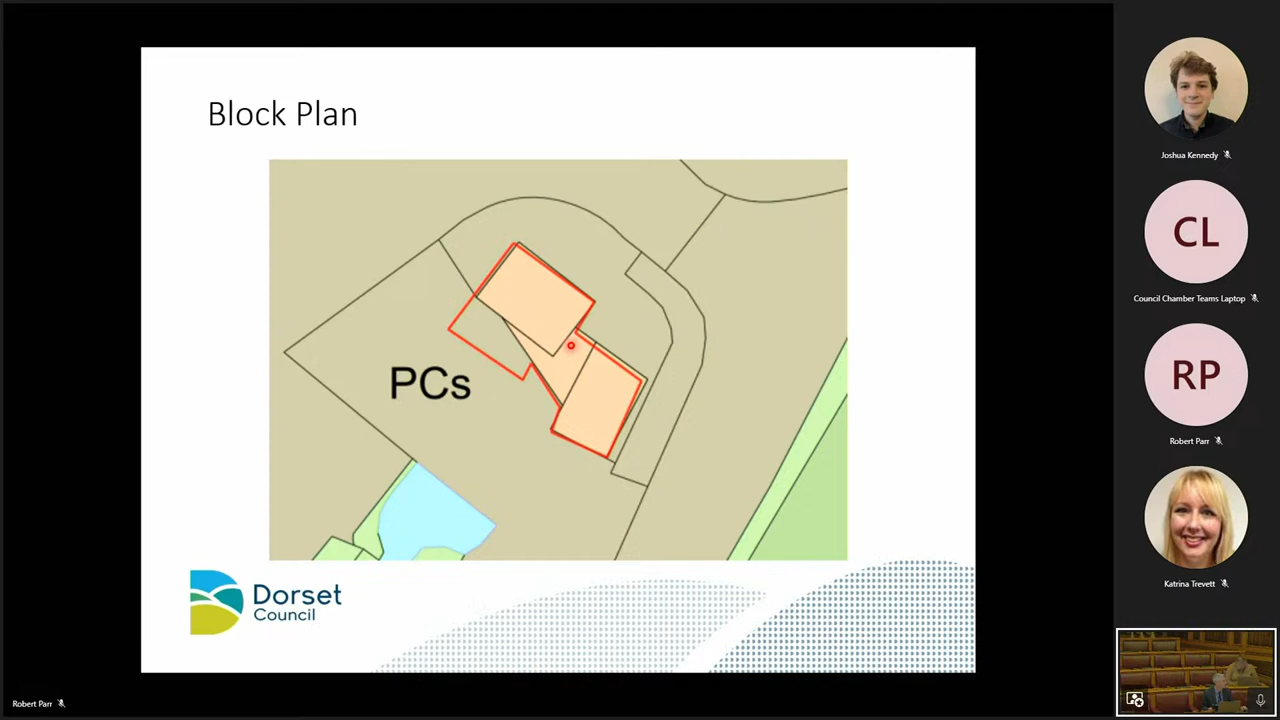 Block Plan
PCs
Dorset
Council
Joshua Kennedy
CL
Council Chamber Teams Laptop
RP
Robert Parr
Katrina Trevett
Robert Parr